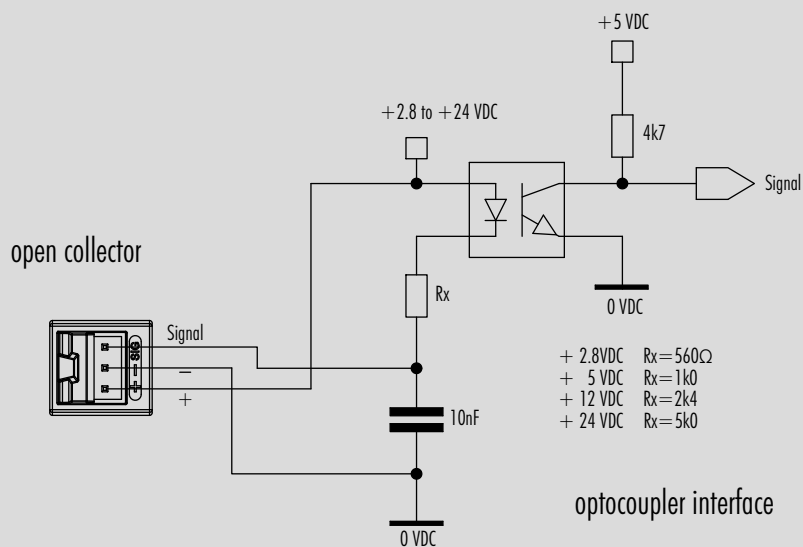 +5 VDC
+2.8 to +24 VDC
4k7
Signal
open collector
0 VDC
Rx
Signal
SIG
−
+
−
+
+ 2.8VDC Rx=560Ω
+ 5 VDC Rx=1k0
+ 12 VDC Rx=2k4
+ 24 VDC Rx=5k0
10nF
optocoupler interface
0 VDC